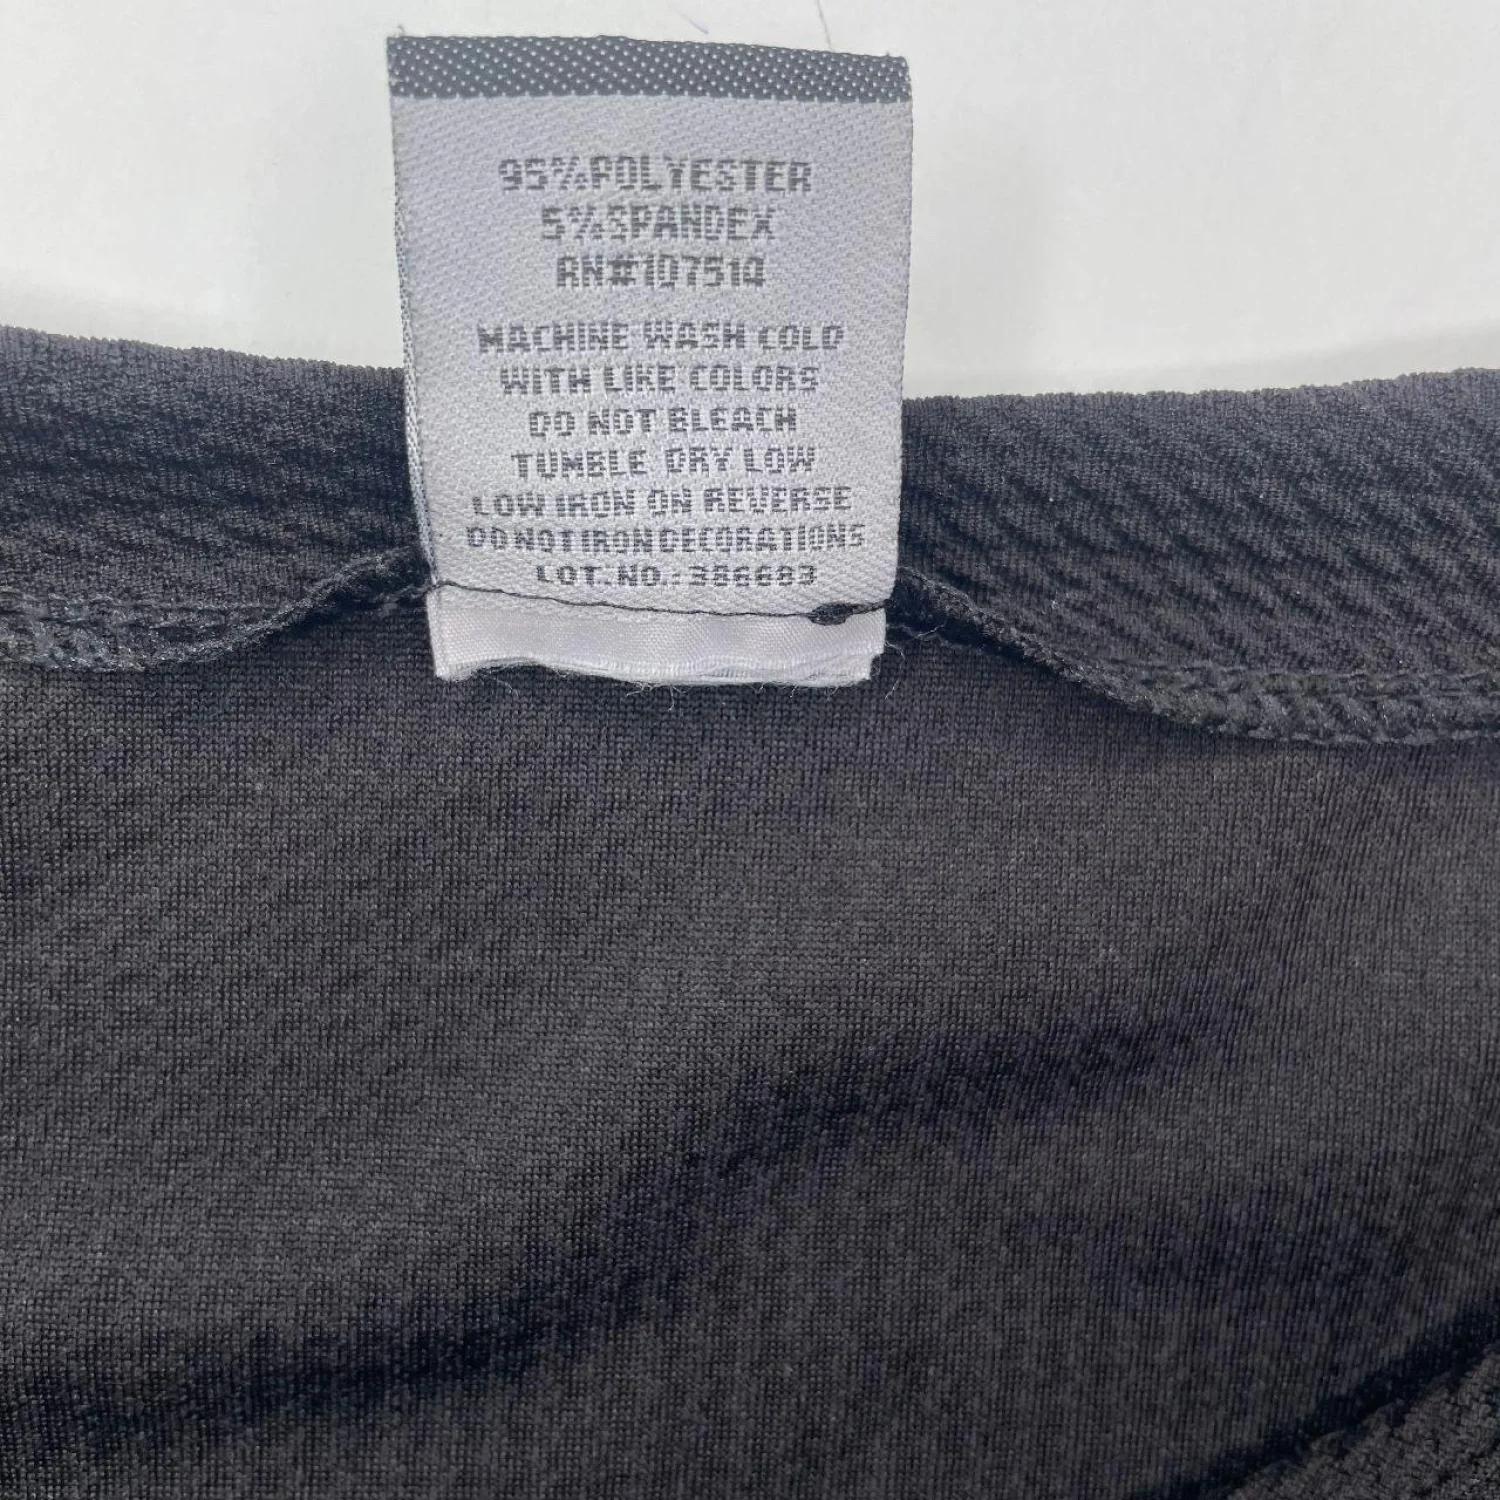 95%POLYESTER
5%SPANDEX
RN#107510
MACHINE WASH COLD
WITH LIKE COLORS
DO NOT BLEACH
TUMBLE DRY LOW
LOW IRON ON REVERSE
DO NOT IRON DECORATIONS
LOT.NO.:386683